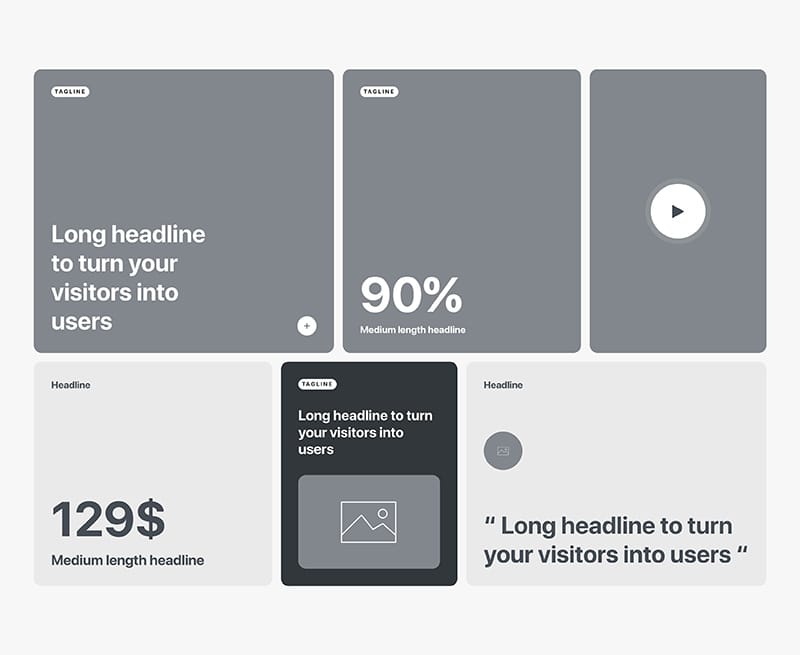 TAGLINE
Long headline
to turn your
visitors into
users
TAGLINE
90%
Medium length headline
Headline
129$
Medium length headline
TAGLINE
Long headline to turn
your visitors into
users
Headline
“ Long headline to turn
your visitors into users “